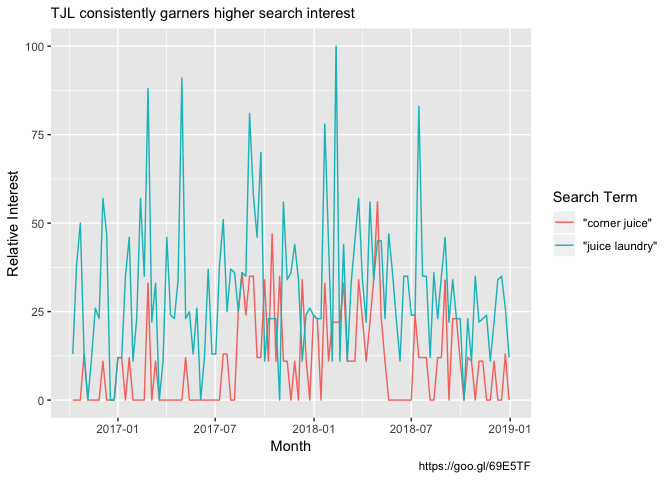 TJL consistently garners higher search interest
100
75
50
25
0
Relative Interest
2017-01
2017-07
2018-01
2018-07
2019-01
Month
Search Term
"corner juice"
"juice laundry"
https://goo.gl/69E5TF